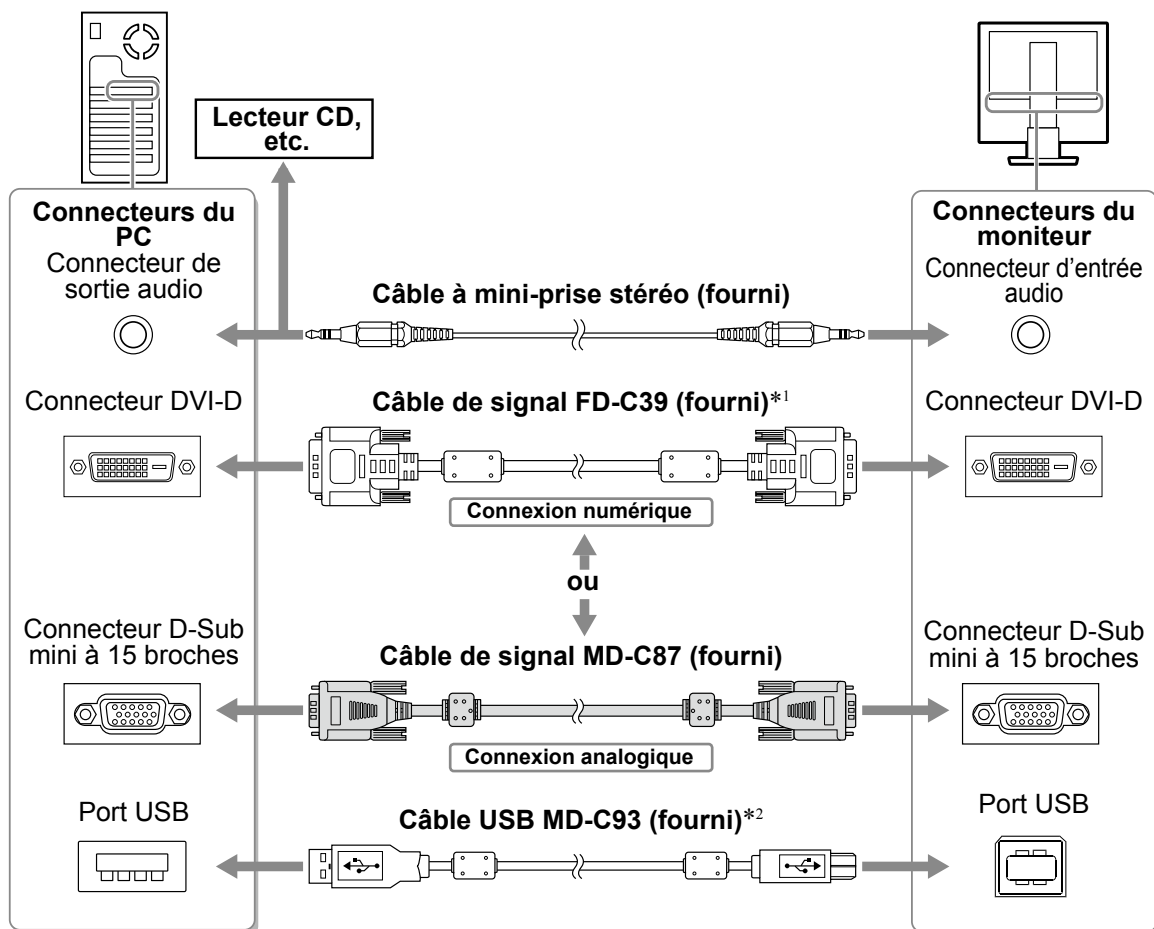 Lecteur CD,
etc.
Connecteurs du
PC
Connecteur de
sortie audio
Câble à mini-prise stéréo (fourni)
Connecteurs du
moniteur
Connecteur d'entrée
audio
Connecteur DVI-D
Câble de signal FD-C39 (fourni)*1
Connecteur DVI-D
Connexion numérique
ou
Connecteur D-Sub
mini à 15 broches
Câble de signal MD-C87 (fourni)
Connecteur D-Sub
mini à 15 broches
Connexion analogique
Port USB
Câble USB MD-C93 (fourni)*2
Port USB